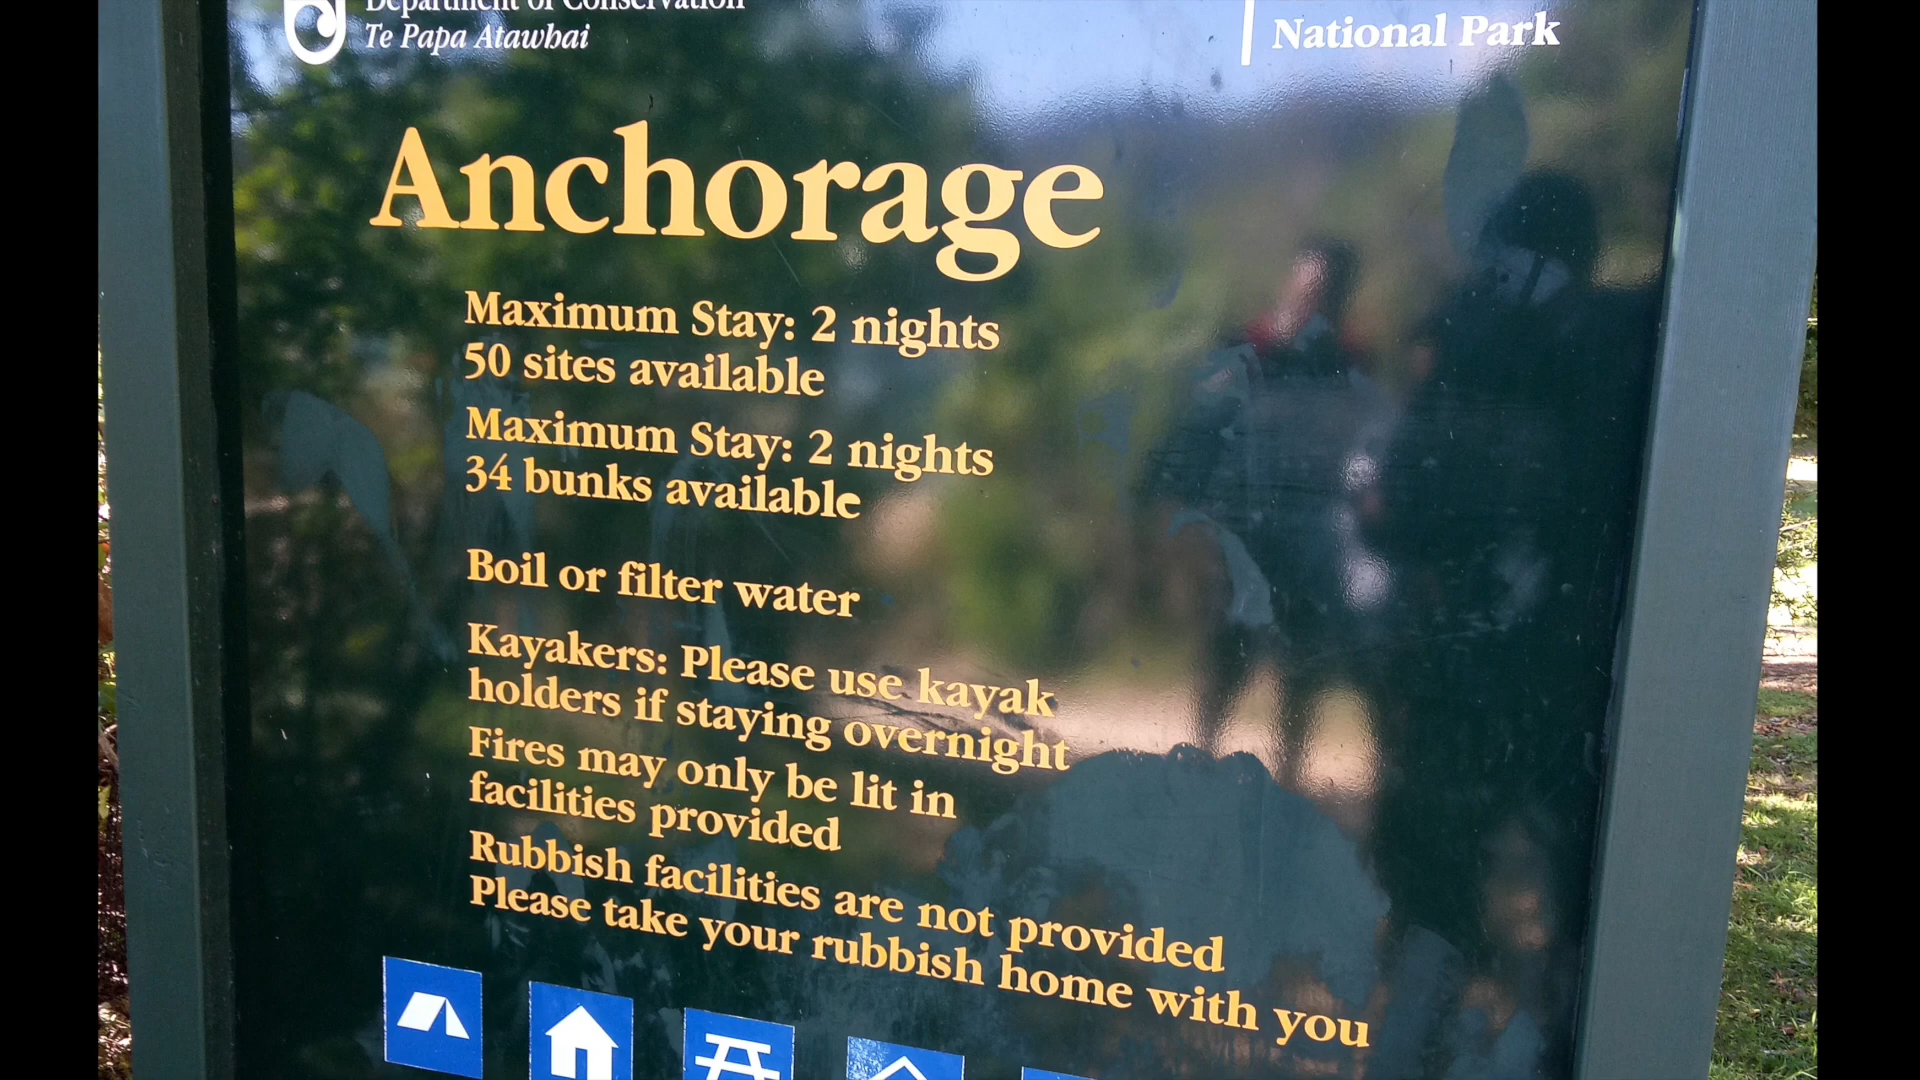 Department of Conservation
Te Papa Atawhai
National Park
Anchorage
Maximum Stay: 2 nights
50 sites available
Maximum Stay: 2 nights
34 bunks available
Boil or filter water
Kayakers: Please use kayak
holders if staying overnight
Fires may only be lit in
facilities provided
Rubbish facilities are not provided
Please take your rubbish home with you